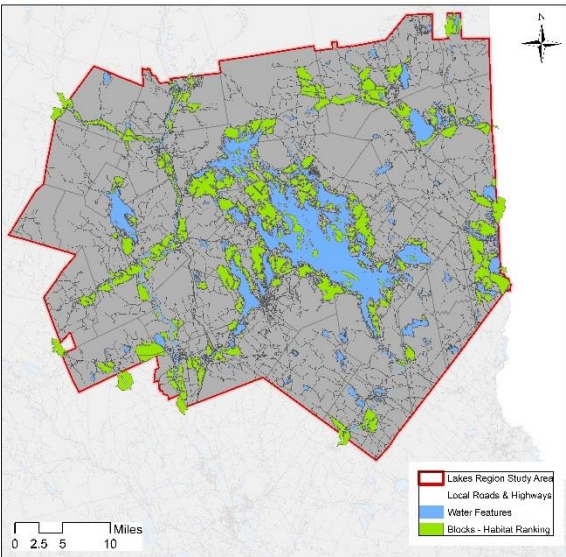 N
Lakes Region Study Area
Local Roads & Highways
Water Features
Blocks - Habitat Ranking
Miles
0 2.5 5 10